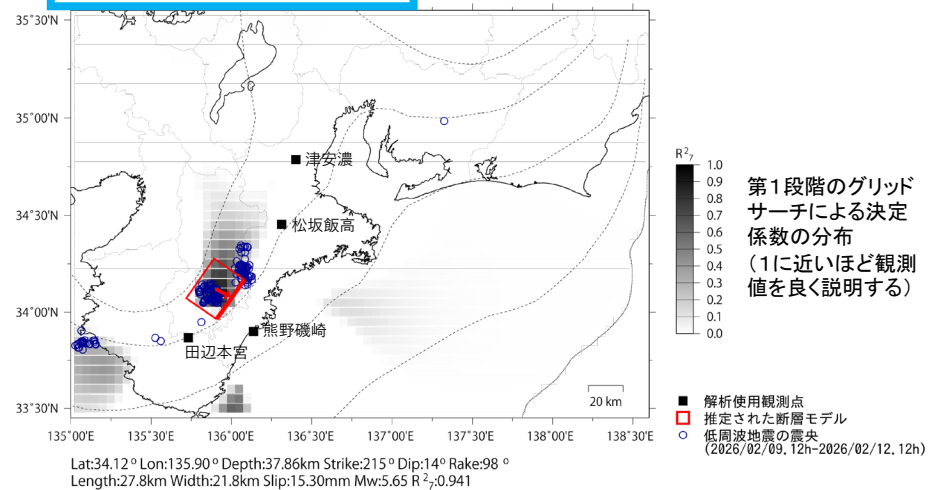 35°30'N
35°00'N
34°30'N
34°00'N
33°30'N
135°00'E 135°30'E 136°00'E 136°30'E 137°00'E 137°30'E 138°00'E 138°30'E
津安濃
松坂飯高
熊野磯崎
田辺本宮
20 km
R²₇
1.0
0.9
0.8
0.7
0.6
0.5
0.4
0.3
0.2
0.1
0.0
第1段階のグリッド
サーチによる決定
係数の分布
(1に近いほど観測
値を良く説明する)
解析使用観測点
推定された断層モデル
低周波地震の震央
(2026/02/09.12h-2026/02/12.12h)
Lat:34.12° Lon:135.90° Depth:37.86km Strike:215° Dip:14° Rake:98°
Length:27.8km Width:21.8km Slip:15.30mm Mw:5.65 R²₇:0.941